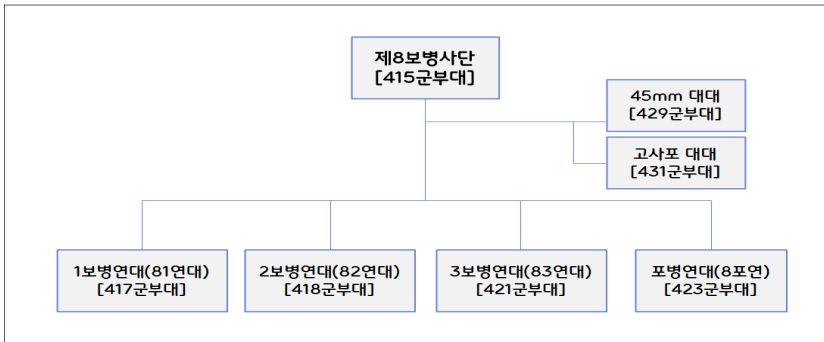 제8보병사단
[415군부대]
45mm 대대
[429군부대]
고사포 대대
[431군부대]
1보병연대(81연대)
[417군부대]
2보병연대(82연대)
[418군부대]
3보병연대(83연대)
[421군부대]
포병연대(8포연)
[423군부대]